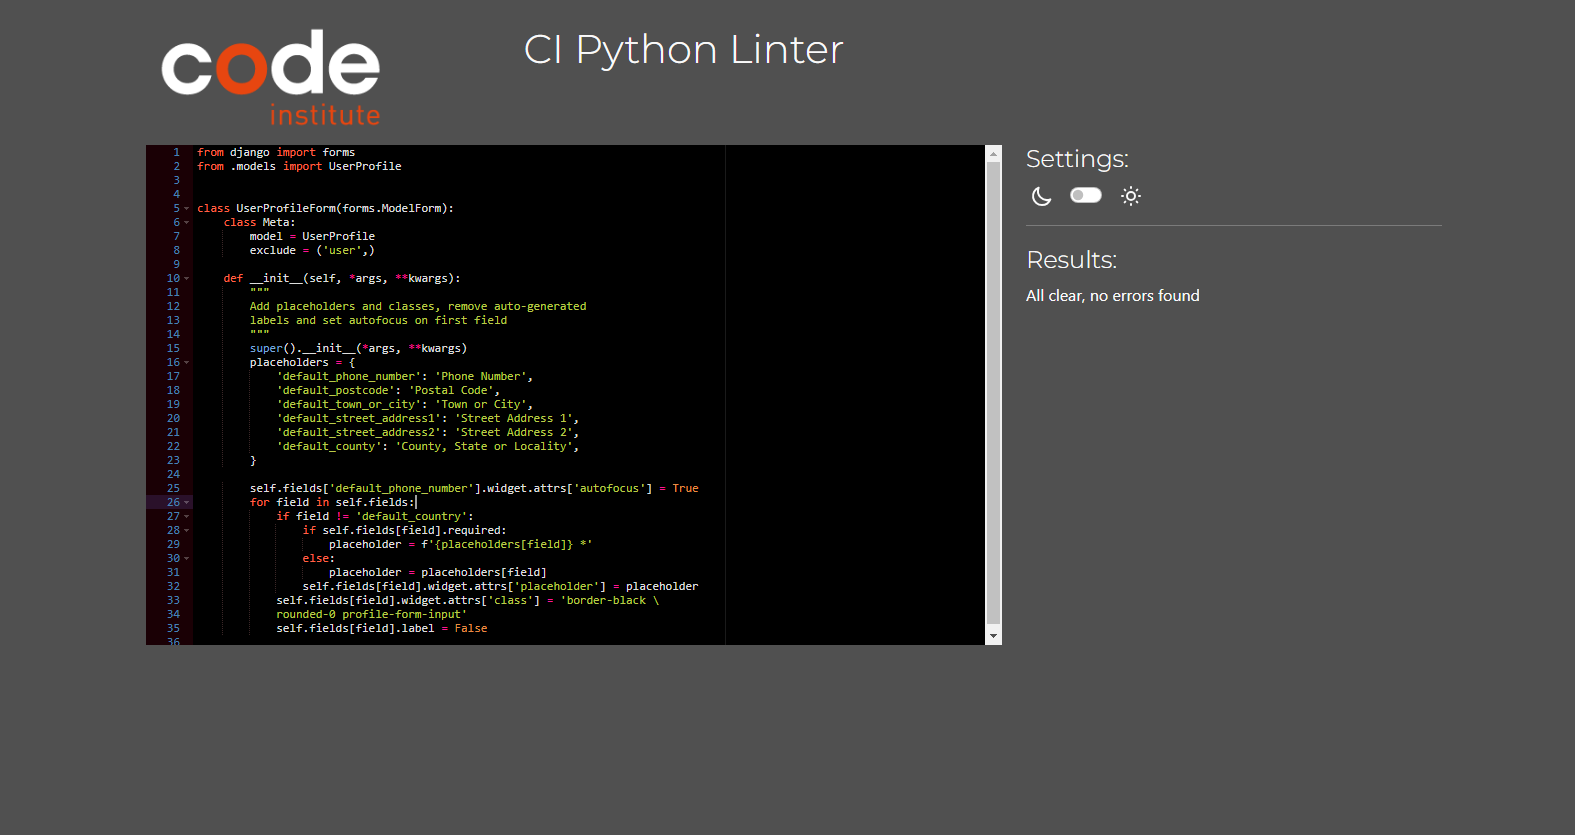 code
institute
CI Python Linter
1 from django import forms
2 from .models import UserProfile
3
4
5 class UserProfileForm(forms.ModelForm):
6     class Meta:
7         model = UserProfile
8         exclude = ('user',)
9
10     def __init__(self, *args, **kwargs):
11         """
12         Add placeholders and classes, remove auto-generated
13         labels and set autofocus on first field
14         """
15         super().__init__(*args, **kwargs)
16         placeholders = {
17             'default_phone_number': 'Phone Number',
18             'default_postcode': 'Postal Code',
19             'default_town_or_city': 'Town or City',
20             'default_street_address1': 'Street Address 1',
21             'default_street_address2': 'Street Address 2',
22             'default_county': 'County, State or Locality',
23         }
24
25         self.fields['default_phone_number'].widget.attrs['autofocus'] = True
26         for field in self.fields:
27             if field != 'default_country':
28                 if self.fields[field].required:
29                     placeholder = f'{placeholders[field]} *'
30                 else:
31                     placeholder = placeholders[field]
32                 self.fields[field].widget.attrs['placeholder'] = placeholder
33             self.fields[field].widget.attrs['class'] = 'border-black \
34             rounded-0 profile-form-input'
35             self.fields[field].label = False
36
Settings:
Results:
All clear, no errors found